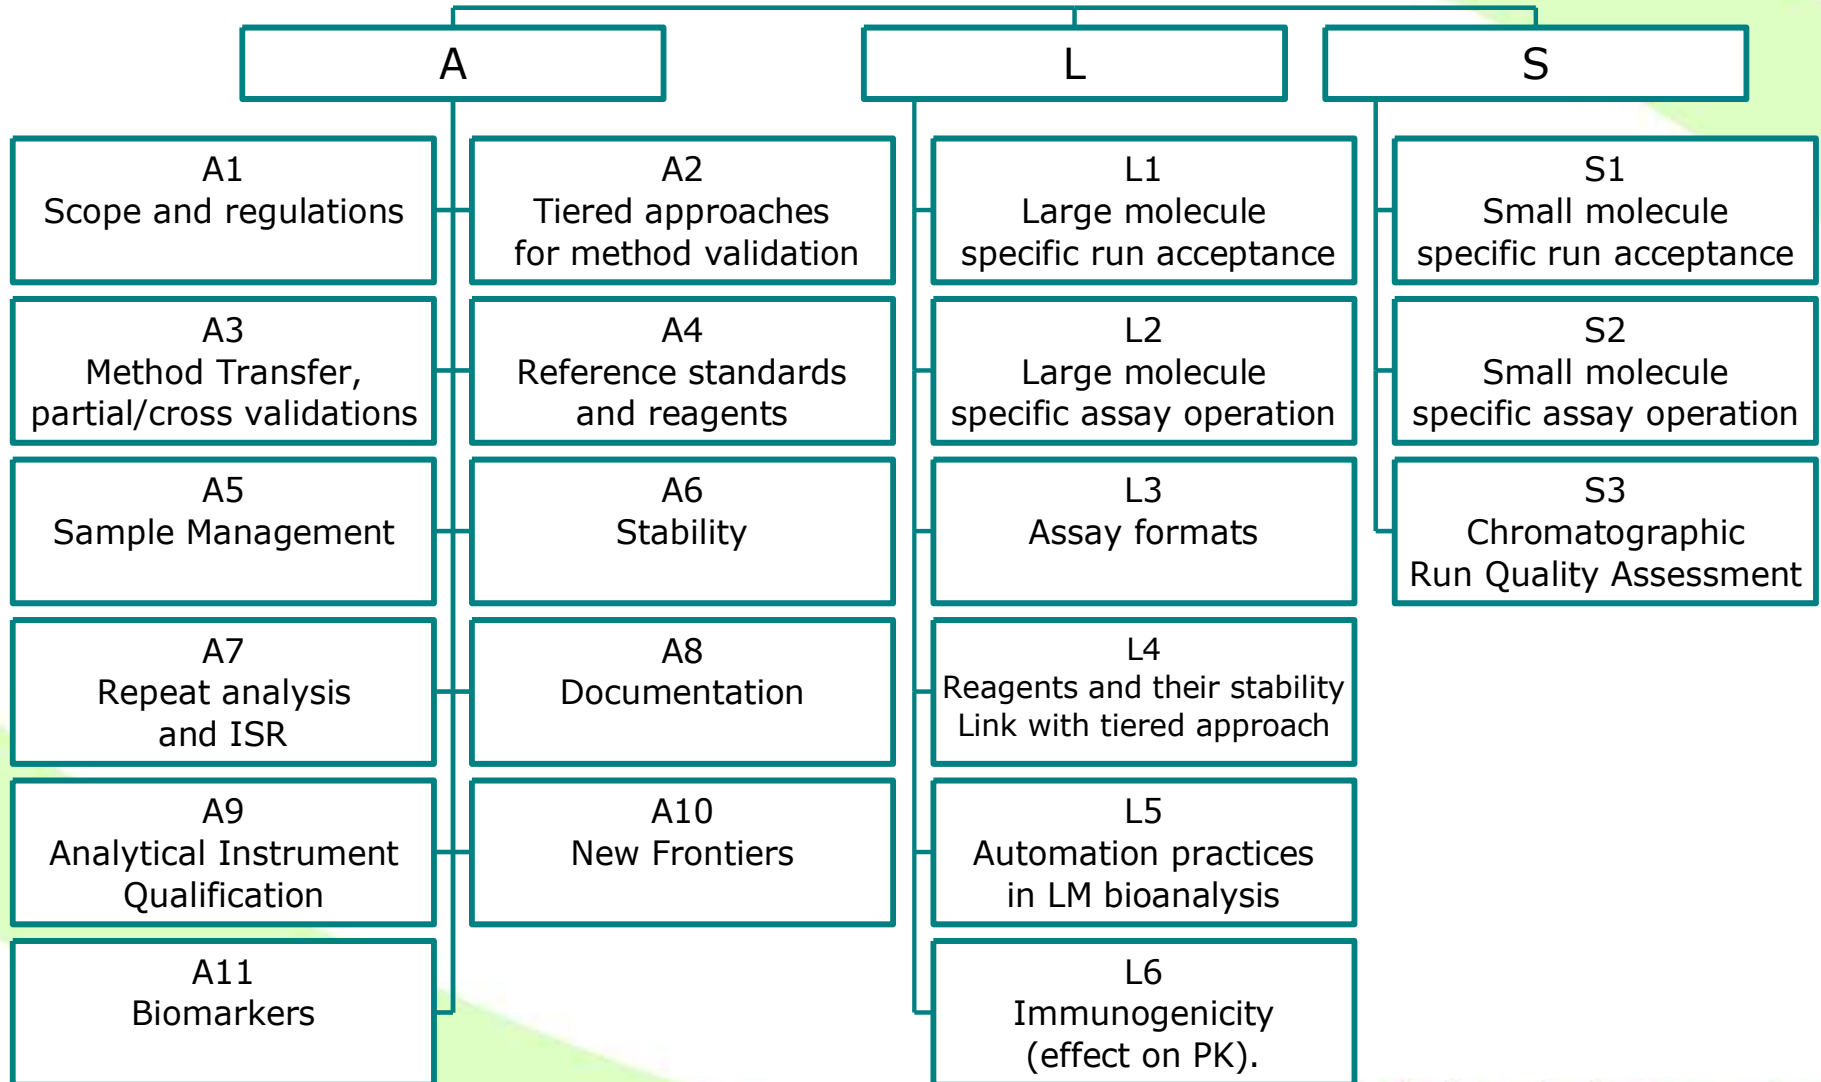 A
L
S
A1
Scope and regulations
A2
Tiered approaches
for method validation
L1
Large molecule
specific run acceptance
S1
Small molecule
specific run acceptance
A3
Method Transfer,
partial/cross validations
A4
Reference standards
and reagents
L2
Large molecule
specific assay operation
S2
Small molecule
specific assay operation
A5
Sample Management
A6
Stability
L3
Assay formats
S3
Chromatographic
Run Quality Assessment
A7
Repeat analysis
and ISR
A8
Documentation
L4
Reagents and their stability
Link with tiered approach
A9
Analytical Instrument
Qualification
A10
New Frontiers
L5
Automation practices
in LM bioanalysis
A11
Biomarkers
L6
Immunogenicity
(effect on PK).